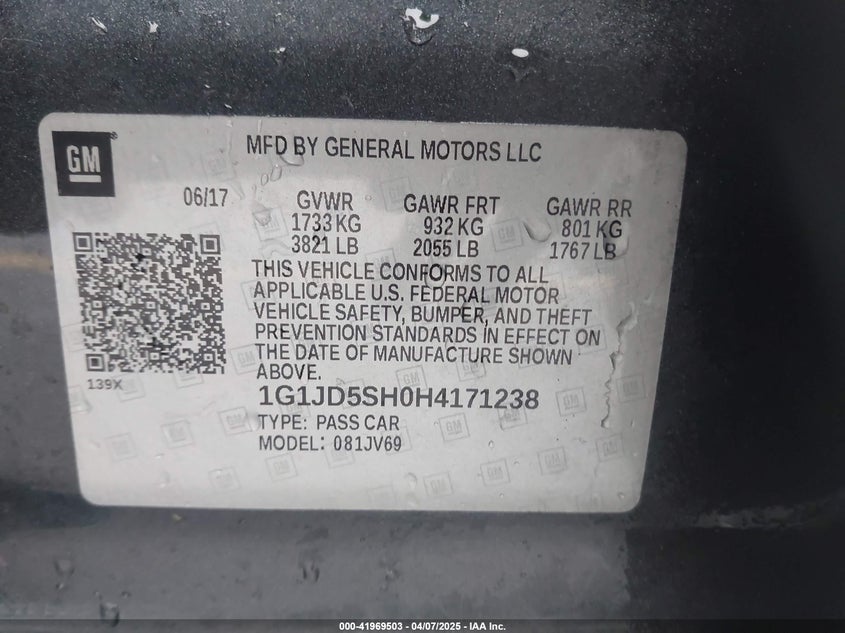 GM
MFD BY GENERAL MOTORS LLC
06/17 GVWR GAWR FRT GAWR RR
1733 KG 932 KG 801 KG
3821 LB 2055 LB 1767 LB
THIS VEHICLE CONFORMS TO ALL
APPLICABLE U.S. FEDERAL MOTOR
VEHICLE SAFETY, BUMPER, AND THEFT
PREVENTION STANDARDS IN EFFECT ON
THE DATE OF MANUFACTURE SHOWN
ABOVE.
139X
1G1JD5SH0H4171238
TYPE: PASS CAR
MODEL: 081JV69
000-41969503 - 04/07/2025 - IAA Inc.